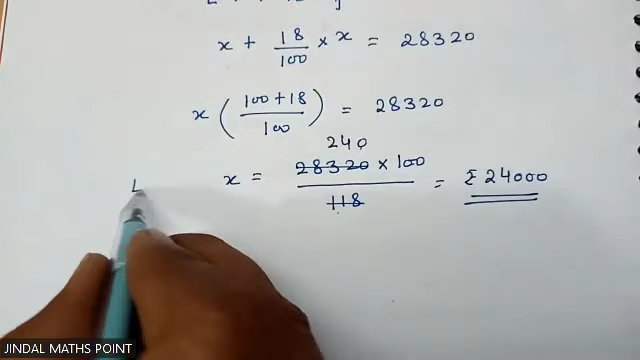 x + 18/100 × x = 28320
x ( 100+18 / 100 ) = 28320
240
x = 28320 × 100 / 118 = ₹ 24000
L
JINDAL MATHS POINT